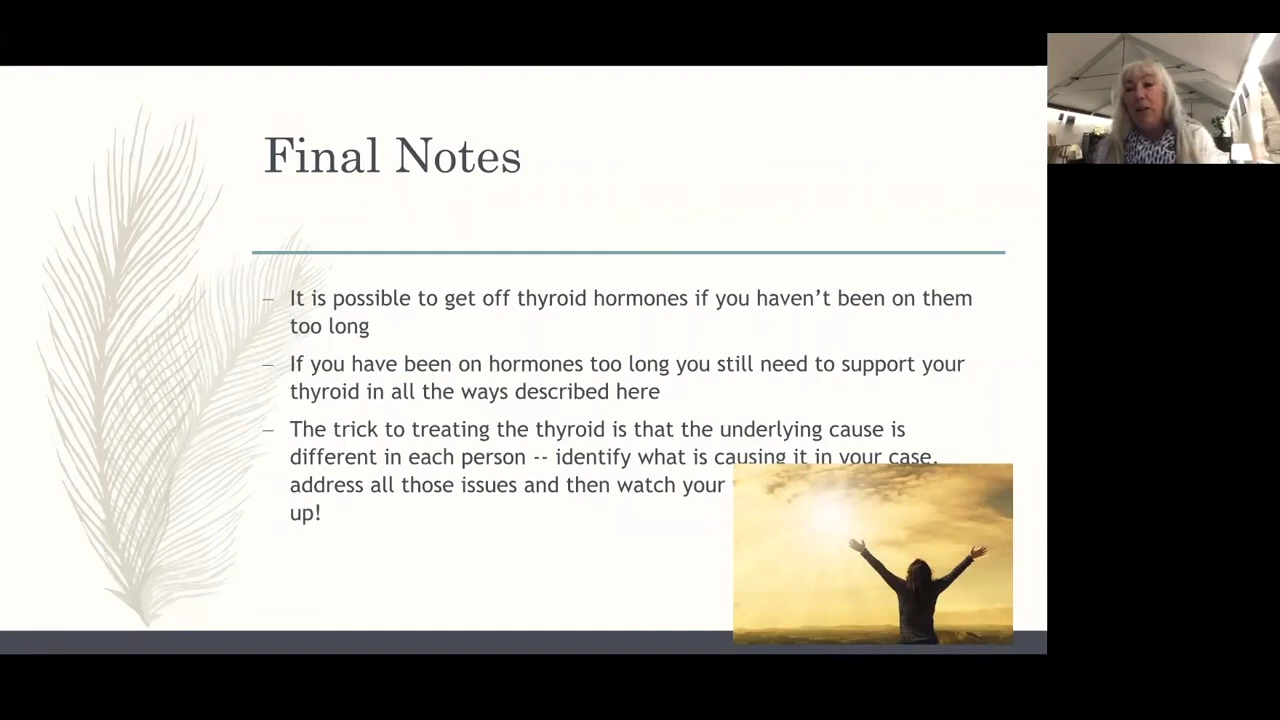 Final Notes
– It is possible to get off thyroid hormones if you haven’t been on them
too long
– If you have been on hormones too long you still need to support your
thyroid in all the ways described here
– The trick to treating the thyroid is that the underlying cause is
different in each person -- identify what is causing it in your case,
address all those issues and then watch your
up!